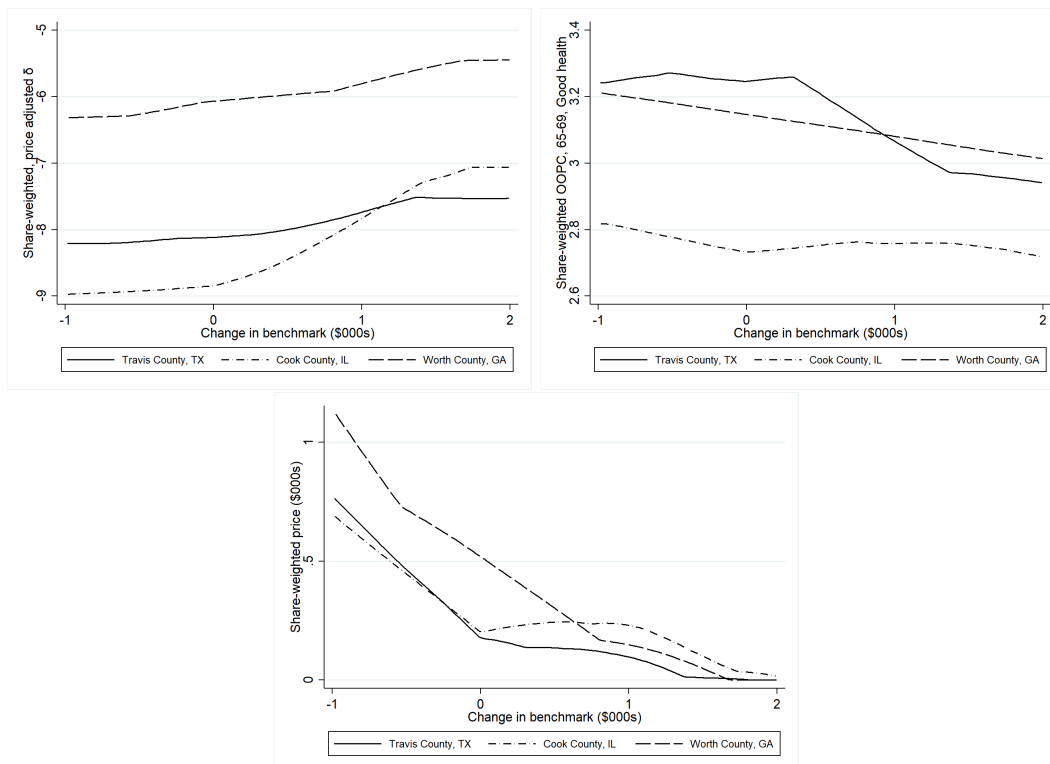 Share-weighted, price adjusted δ
-5
-6
-7
-8
-9
-1
0
1
2
Change in benchmark ($000s)
Travis County, TX
Cook County, IL
Worth County, GA
Share-weighted OOPC, 65-69, Good health
3.4
3.2
3
2.8
2.6
-1
0
1
2
Change in benchmark ($000s)
Travis County, TX
Cook County, IL
Worth County, GA
Share-weighted price ($000s)
1
.5
0
-1
0
1
2
Change in benchmark ($000s)
Travis County, TX
Cook County, IL
Worth County, GA